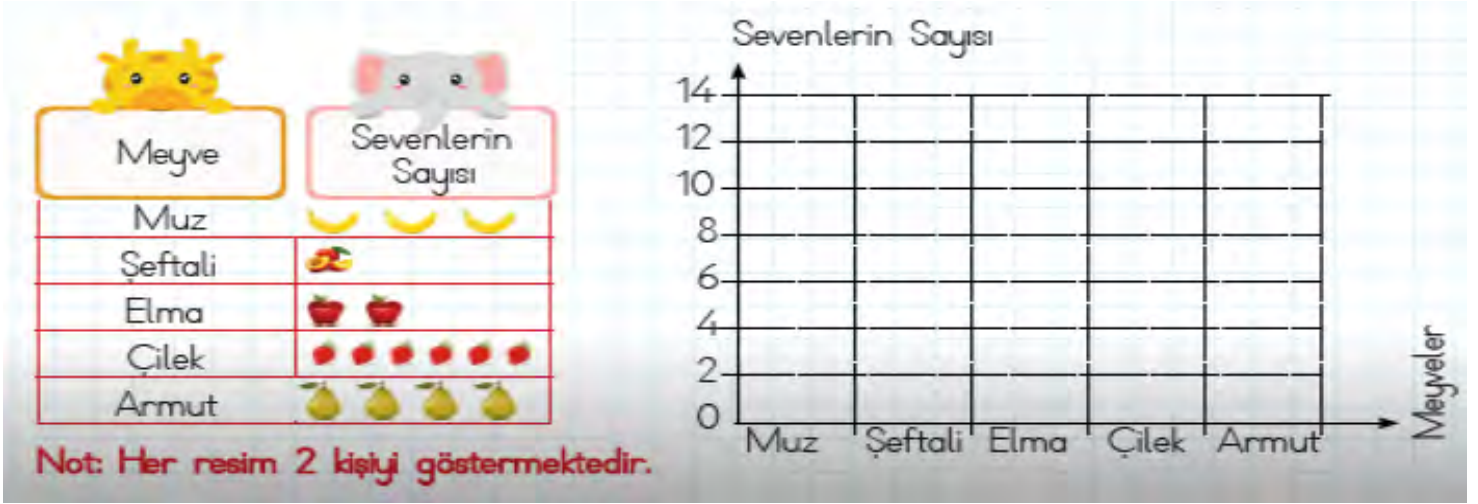 Meyve
Sevenlerin
Sayısı
Muz
Şeftali
Elma
Çilek
Armut
Not: Her resim 2 kişiyi göstermektedir.
Sevenlerin Sayısı
14
12
10
8
6
4
2
0
Muz Şeftali Elma Çilek Armut
Meyveler